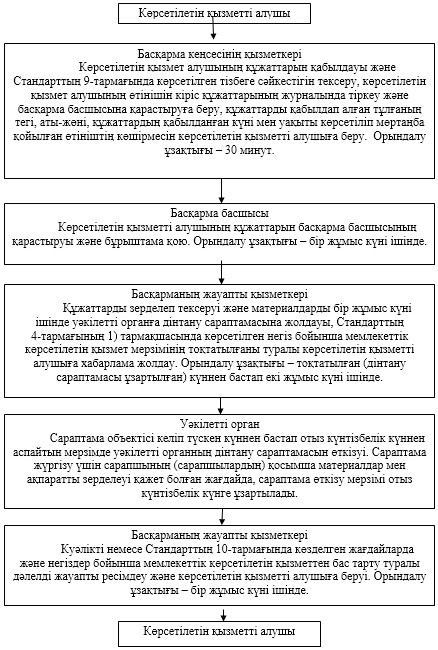 Көрсетілетін қызметті алушы
Басқарма кеңсесінің қызметкері
Көрсетілетін қызмет алушының құжаттарын қабылдауы және
Стандарттың 9-тармағында көрсетілген тізбеге сәйкестігін тексеру, көрсетілетін
қызмет алушының өтінішін кіріс құжаттарының журналында тіркеу және
басқарма басшысына қарастыруға беру, құжаттарды қабылдап алған тұлғаның
тегі, аты-жөні, құжаттардың қабылданған күні мен уақыты көрсетіліп мөртаңба
қойылған өтініштің көшірмесін көрсетілетін қызметті алушыға беру. Орындалу
ұзақтығы – 30 минут.
Басқарма басшысы
Көрсетілетін қызмет алушының құжаттарын басқарма басшысының
қарастыруы және бұрыштама қою. Орындалу ұзақтығы – бір жұмыс күні ішінде.
Басқарманың жауапты қызметкері
Құжаттарды зерделеп тексеруі және материалдарды бір жұмыс күні
ішінде уәкілетті органға дінтану сараптамасына жолдауы, Стандарттың
4-тармағының 1) тармақшасында көрсетілген негіз бойынша мемлекеттік
көрсетілетін қызмет мерзімінің тоқтатылғаны туралы көрсетілетін қызметті
алушыға хабарлама жолдау. Орындалу ұзақтығы – тоқтатылған (дінтану
сараптамасы ұзартылған) күннен бастап екі жұмыс күні ішінде.
Уәкілетті орган
Сараптама объектісі келіп түскен күннен бастап отыз күнтізбелік күннен
аспайтын мерзімде уәкілетті органның дінтану сараптамасын өткізуі. Сараптама
жүргізу үшін сарапшының (сарапшылардың) қосымша материалдар мен
ақпаратты зерделеуі қажет болған жағдайда, сараптама өткізу мерзімі отыз
күнтізбелік күнге ұзартылады.
Басқарманың жауапты қызметкері
Куәлікті немесе Стандарттың 10-тармағында көзделген жағдайларда
және негіздер бойынша мемлекеттік көрсетілетін қызметтен бас тарту туралы
дәлелді жауапты ресімдеу және көрсетілетін қызметті алушыға беруі. Орындалу
ұзақтығы – бір жұмыс күні ішінде.
Көрсетілетін қызметті алушы